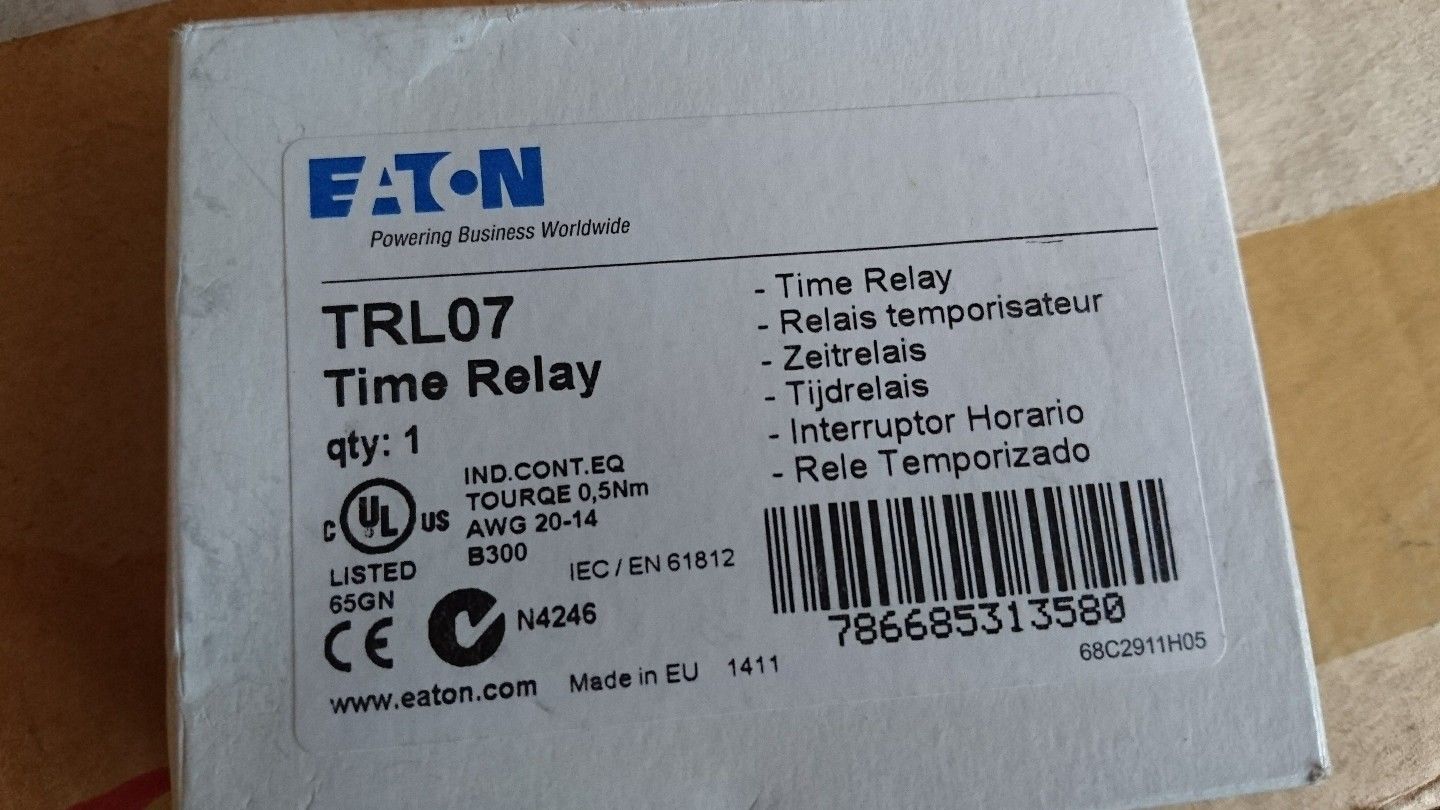 EATON
Powering Business Worldwide
TRL07
Time Relay
qty: 1
- Time Relay
- Relais temporisateur
- Zeitrelais
- Tijdrelais
- Interruptor Horario
- Rele Temporizado
C UL US
LISTED
65GN
IND.CONT.EQ
TOURQE 0,5Nm
AWG 20-14
B300
IEC / EN 61812
CE
N4246
786685313580
68C2911H05
www.eaton.com
Made in EU 1411